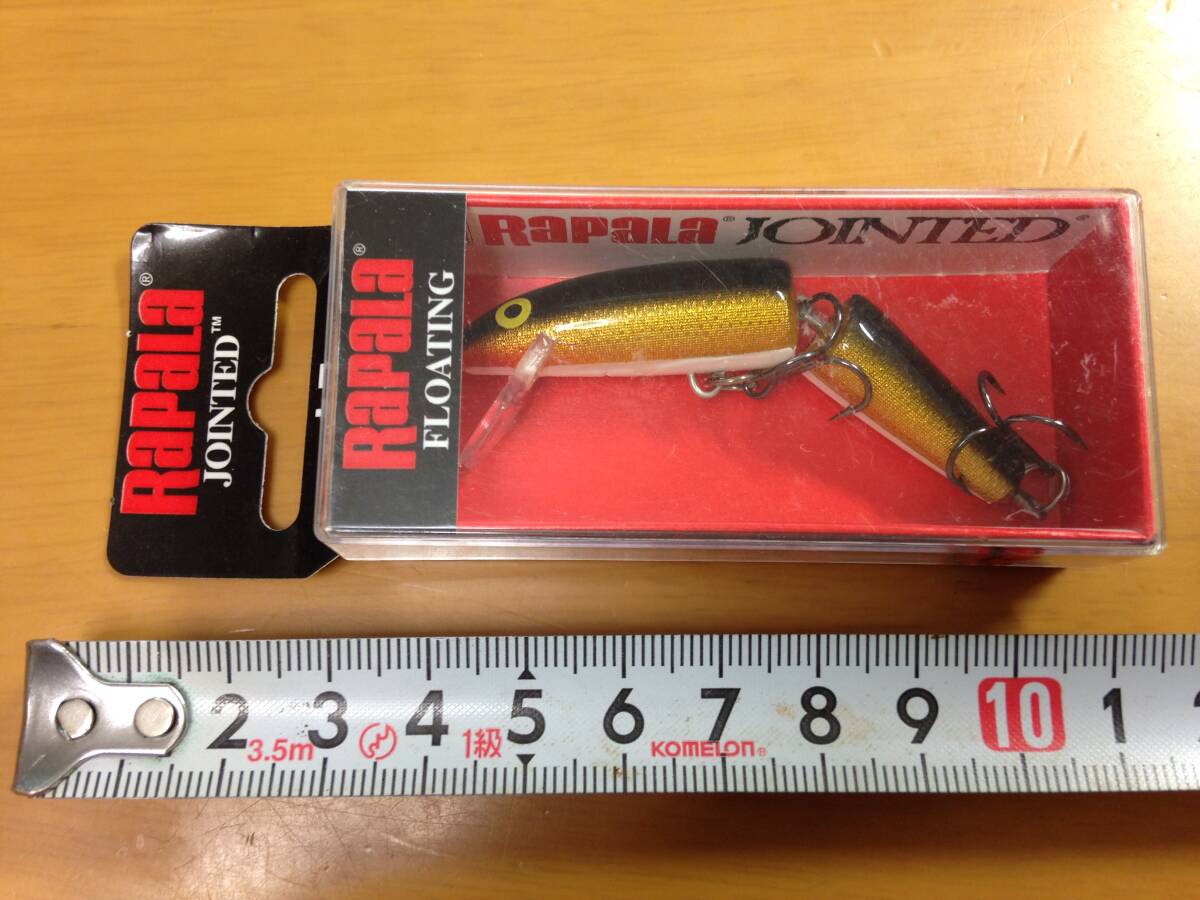 RAPALA® JOINTED™
RAPALA® FLOATING
RAPALA® JOINTED®
2 3 4 5 6 7 8 9 10 1
3.5m 1級 KOMELON®